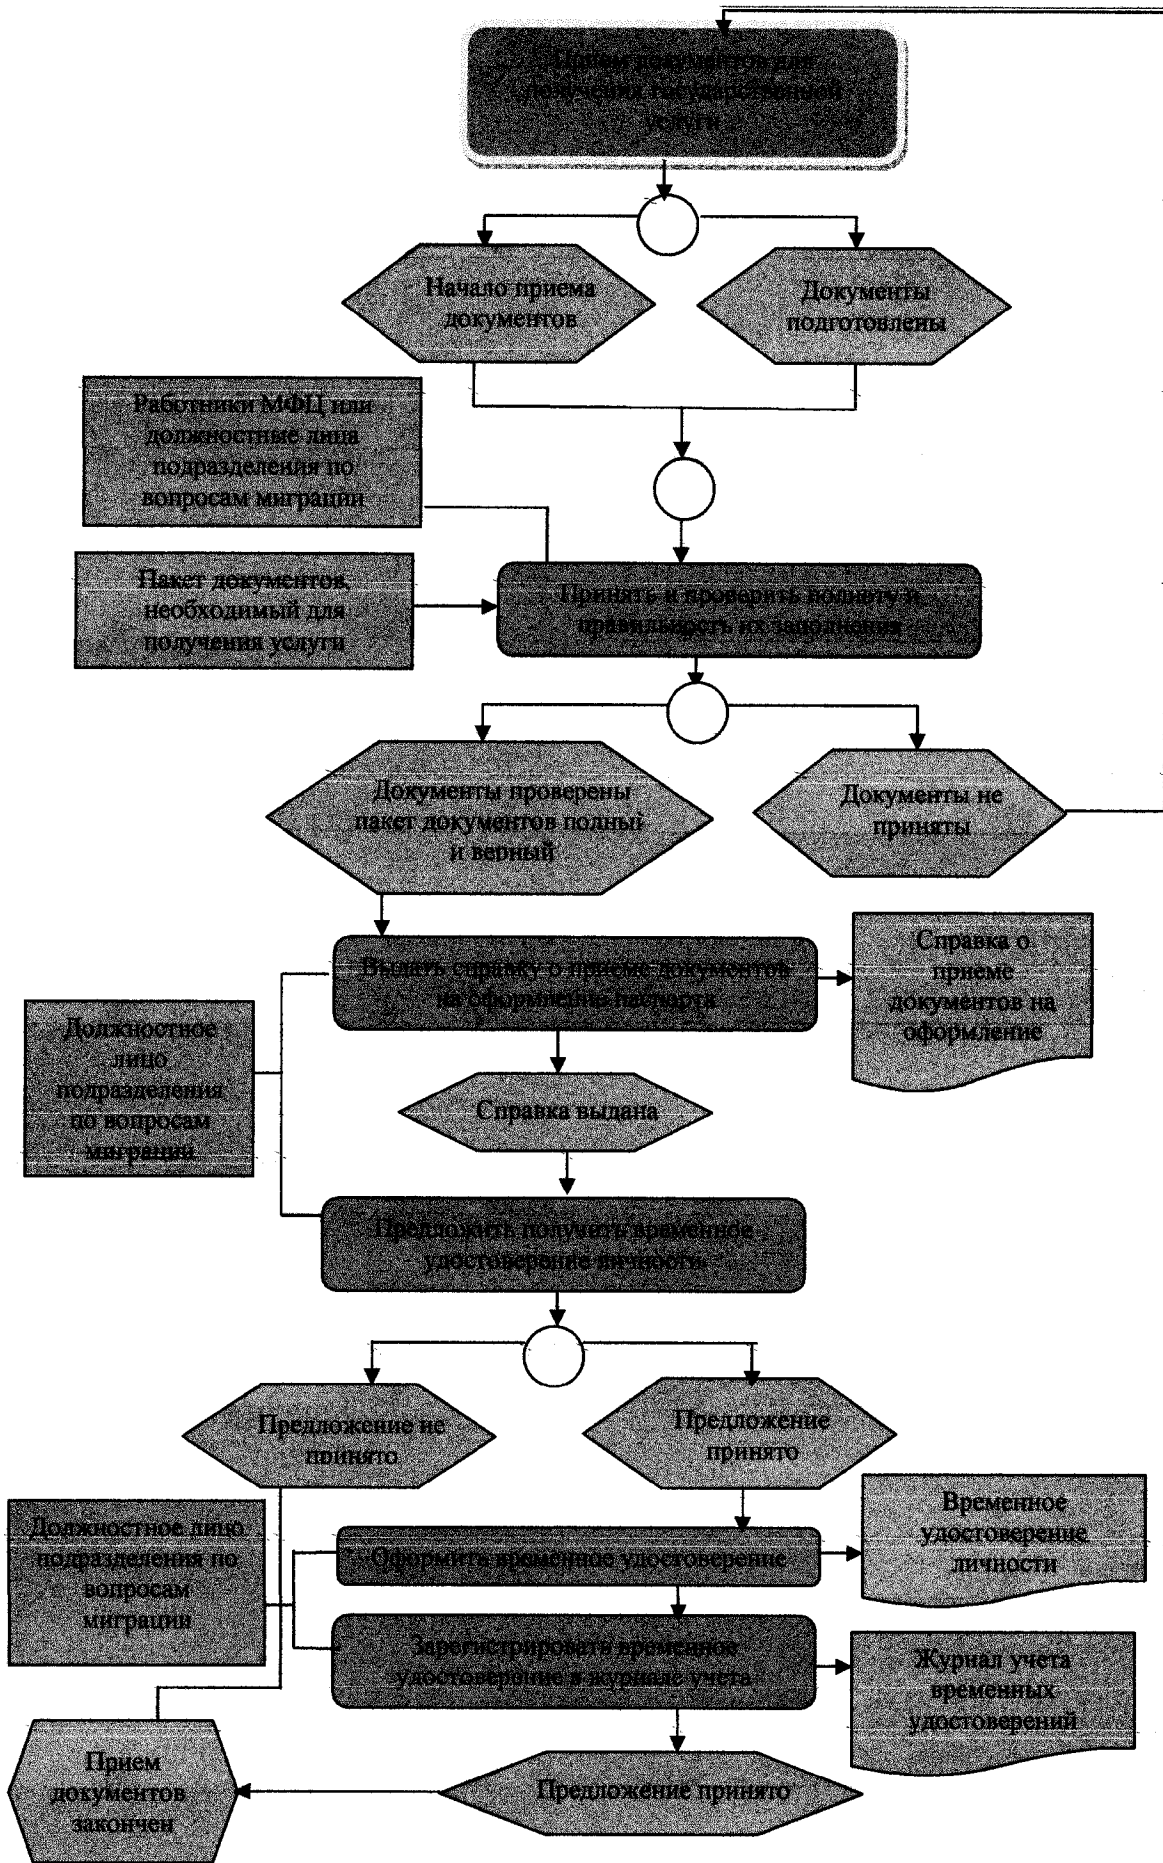 Прием документов для
получения государственной
услуги
Начало приема
документов
Документы
подготовлены
Работники МФЦ или
должностные лица
подразделения по
вопросам миграции
Пакет документов,
необходимый для
получения услуги
Принять и проверить полноту и
правильность их заполнения
Документы проверены
пакет документов полный
и верный
Документы не
приняты
Выдать справку о приеме документов
на оформление паспорта
Справка о
приеме
документов на
оформление
Должностное
лицо
подразделения
по вопросам
миграции
Справка выдана
Предложить получить временное
удостоверение личности
Предложение не
принято
Предложение
принято
Должностное лицо
подразделения по
вопросам
миграции
Оформить временное удостоверение
Временное
удостоверение
личности
Зарегистрировать временное
удостоверение в журнале учета
Журнал учета
временных
удостоверений
Прием
документов
закончен
Предложение принято